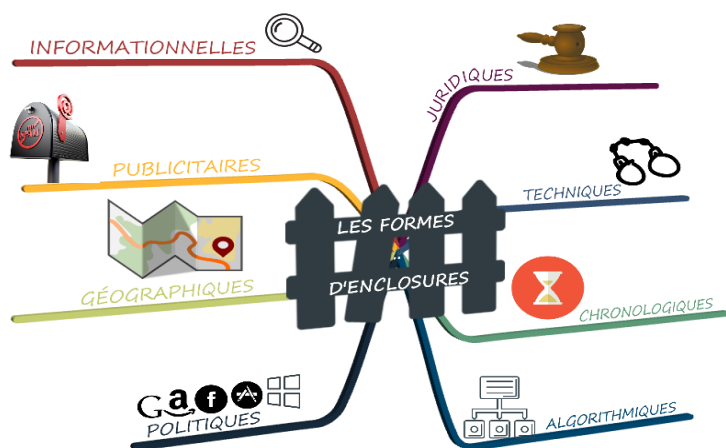 INFORMATIONNELLES
JURIDIQUES
PUBLICITAIRES
TECHNIQUES
LES FORMES
D'ENCLOSURES
GÉOGRAPHIQUES
CHRONOLOGIQUES
POLITIQUES
ALGORITHMIQUES